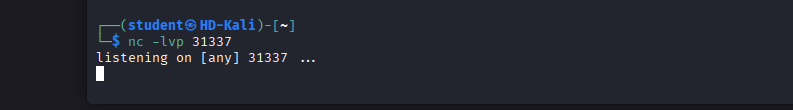 ┌──(student㉿HD-Kali)-[~]
└─$ nc -lvp 31337
listening on [any] 31337 ...